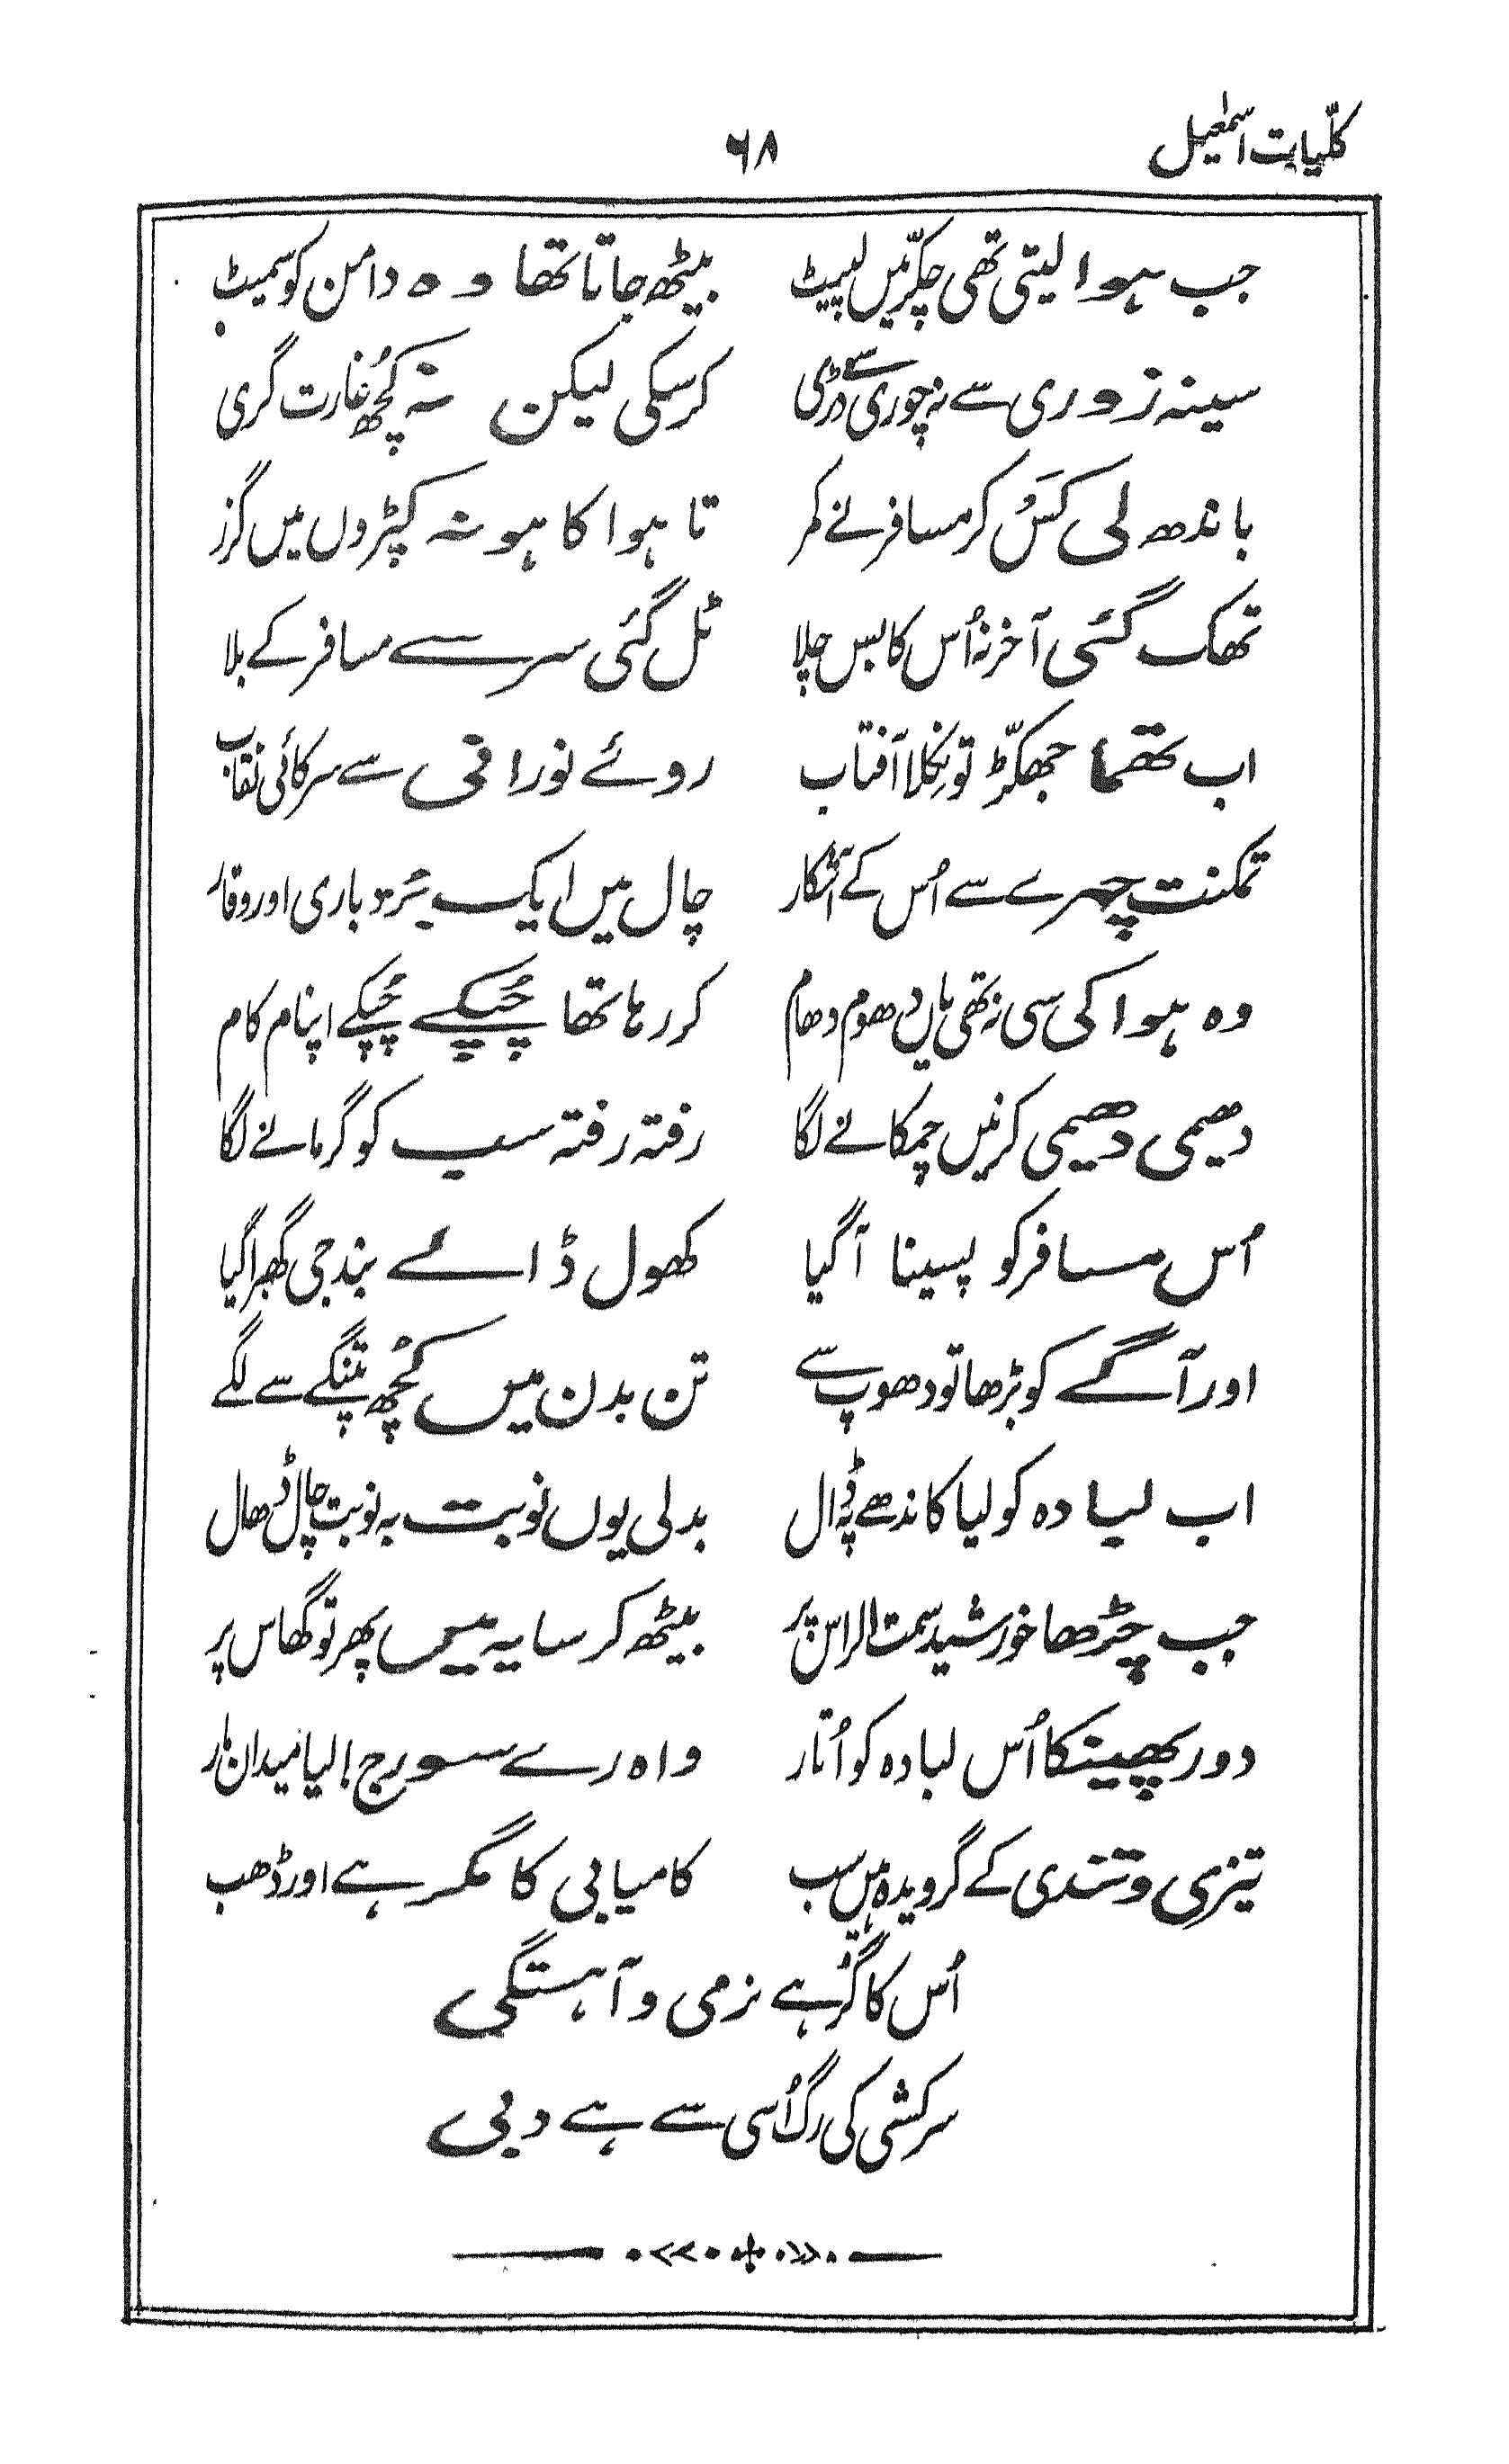 کلّیات اسمٰعیل ۶۸
جب ہوا لیتی تھی چکّر میں لپیٹ بیٹھ جاتا تھا وہ دامن کو سمیٹ
سینہ زوری سے نہ چوری سے ڈری کر سکی لیکن نہ کُچھ غارت گری
باندھ لی کَس کر مسافر نے کمر تا ہوا کا ہو نہ کپڑوں میں گزر
تھک گئی آخر نہ اُس کا بس چلا ٹل گئی سر سے مسافر کے بلا
اب تھما جھکّڑ تو نِکلا آفتاب روئے نورانی سے سرکائی نقاب
تمکنت چہرے سے اُس کے آشکار چال میں ایک بُردباری اور وقار
وہ ہوا کی سی نہ تھی یاں دھوم دھام کر رہا تھا چُپکے چُپکے اپنا کام
دھیمی دھیمی کرنیں چمکانے لگا رفتہ رفتہ سب کو گرمانے لگا
اُس مسافر کو پسینا آ گیا کھول ڈالے بند جی گھبرا گیا
اور آگے کو بڑھا تو دھوپ سے تن بدن میں کُچھ پتنگے سے لگے
اب لبادہ کو لیا کاندھے پہ ڈال بدلی یوں نوبت بہ نوبت چال ڈھال
جب چڑھا خورشید سمت الراس پر بیٹھ کر سایہ میں پھر تو گھاس پر
دور پھینکا اُس لبادہ کو اُتار واہ رے سورج ! لیا میدان مار
تیزی و تندی کے گرویدہ ہیں سب کامیابی کا مگر ہے اور ڈھب
اُس کا گُر ہے نرمی و آہستگی
سرکشی کی رگ اُسی سے ہے دبی